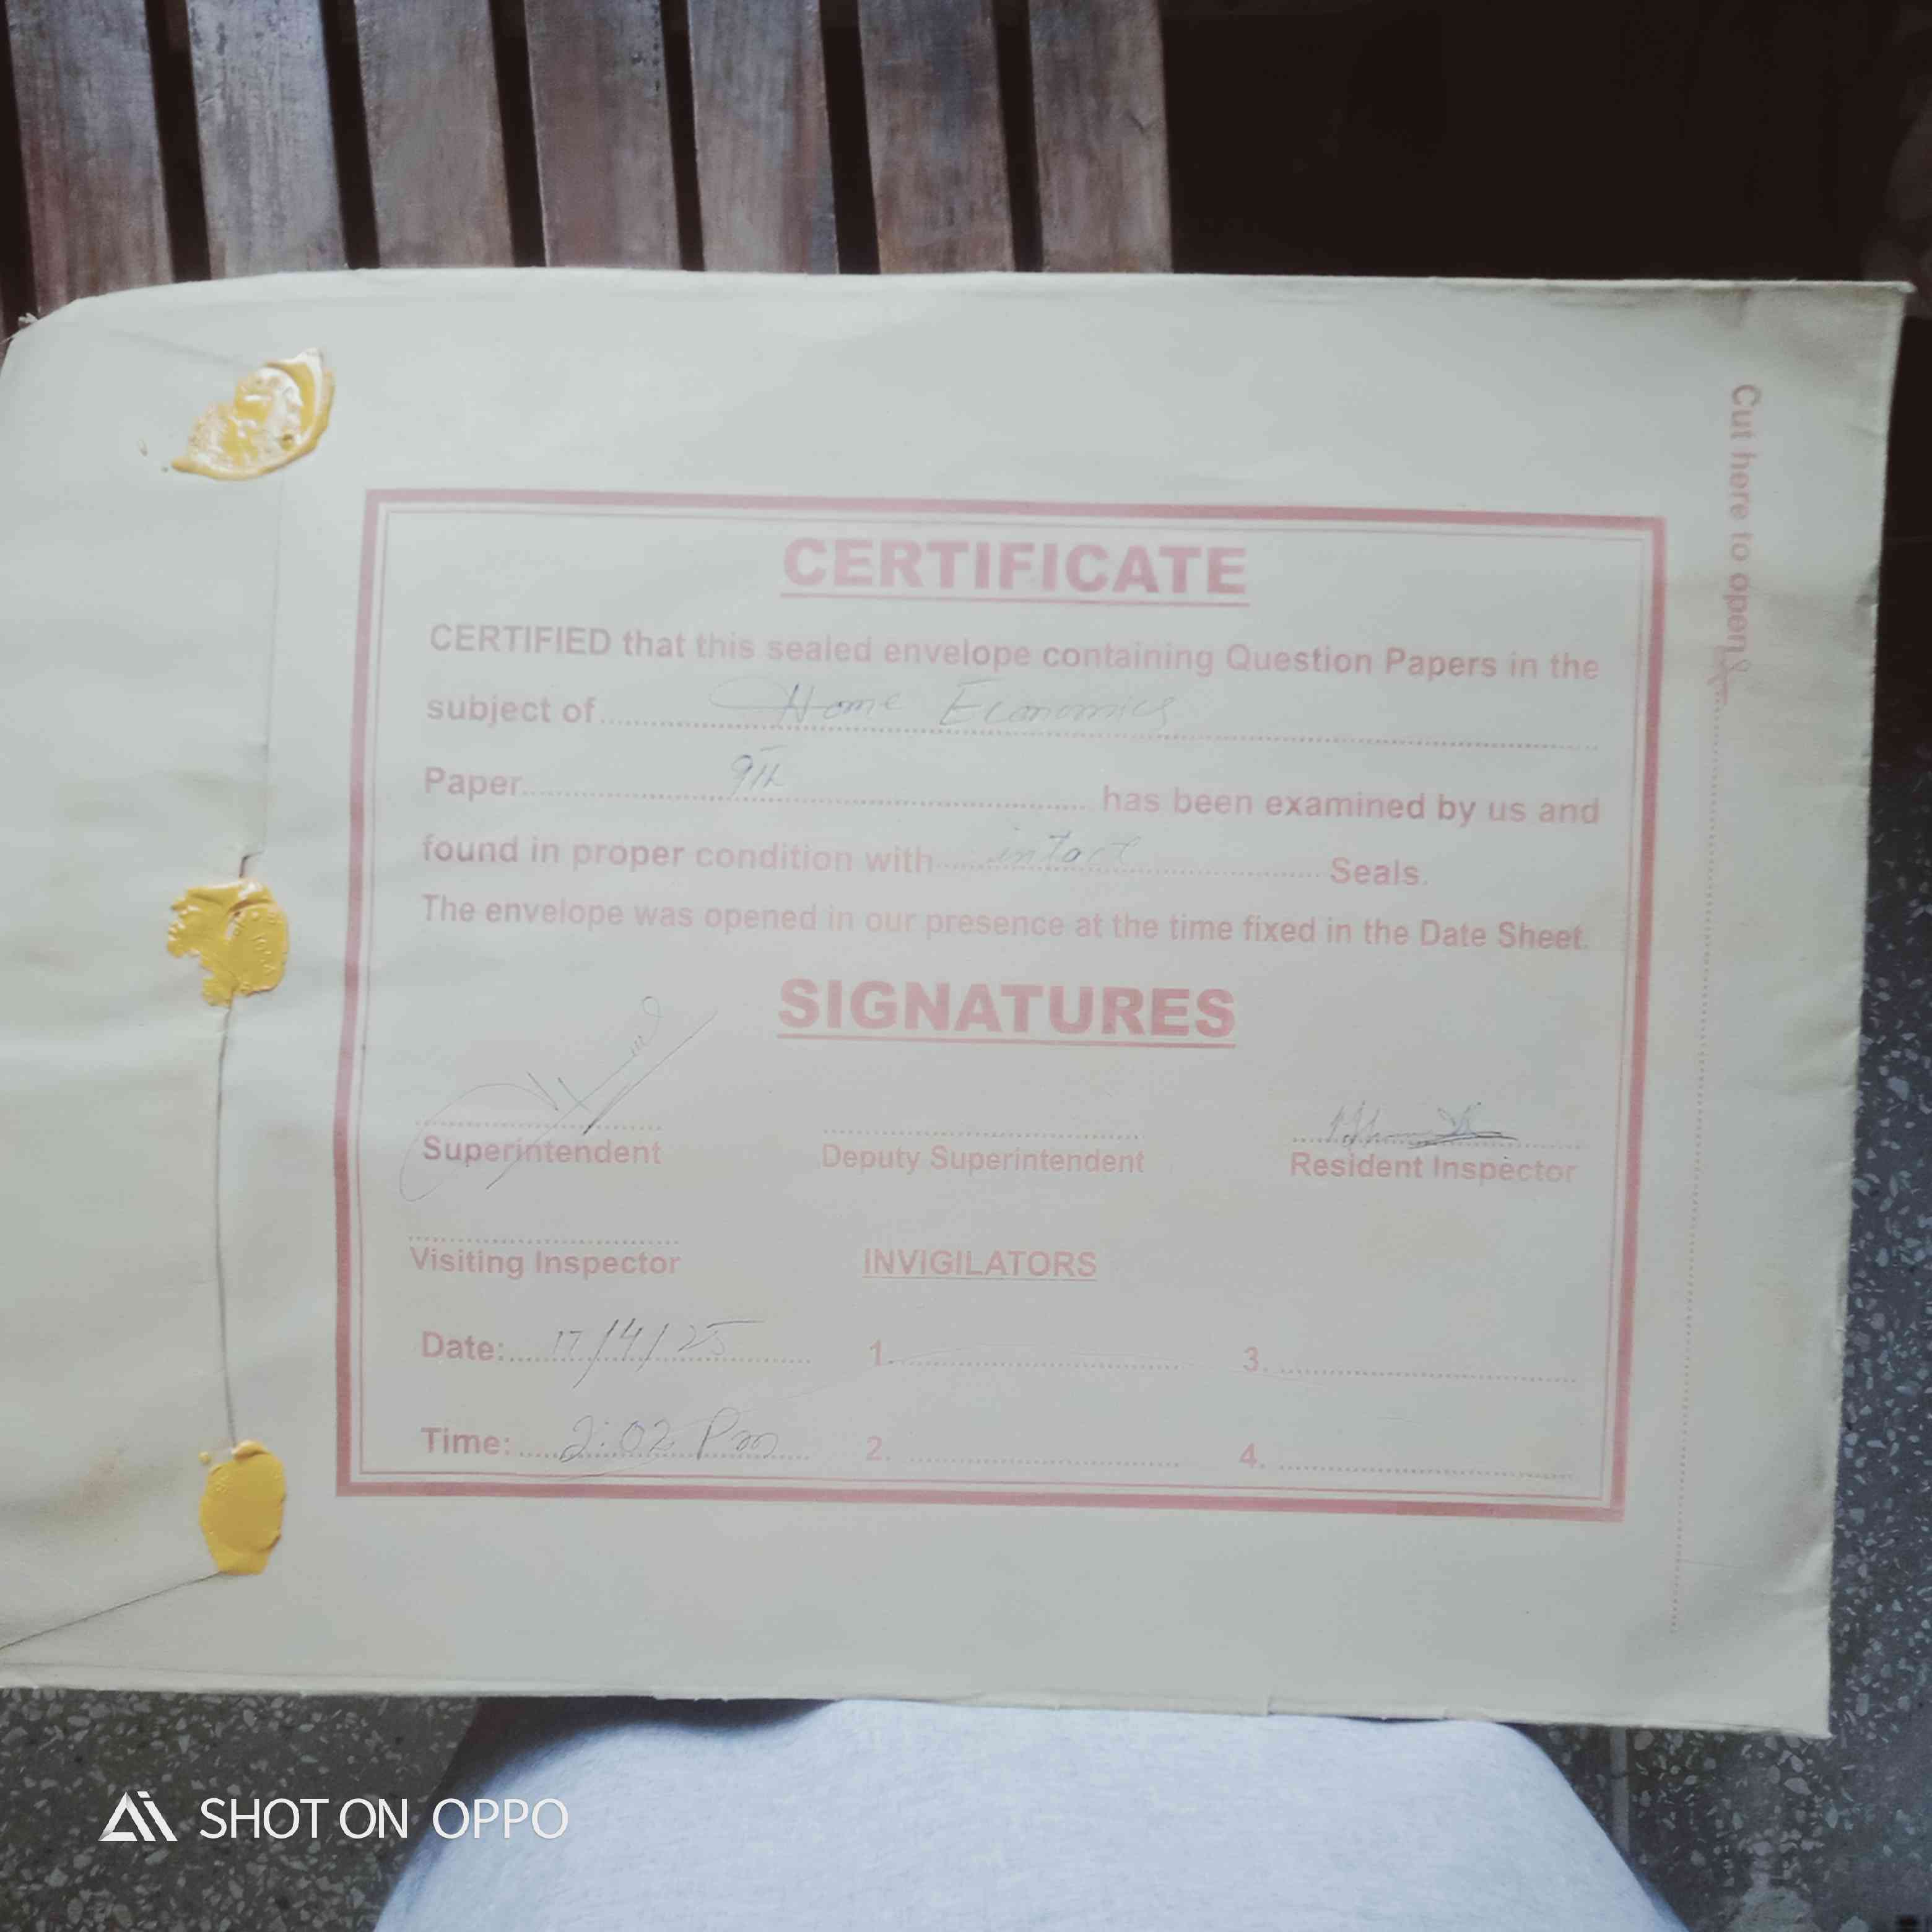 CERTIFICATE
CERTIFIED that this sealed envelope containing Question Papers in the
subject of Home Economics
Paper 9th has been examined by us and
found in proper condition with intact Seals.
The envelope was opened in our presence at the time fixed in the Date Sheet.
SIGNATURES
Superintendent Deputy Superintendent Resident Inspector
Visiting Inspector INVIGILATORS
Date: 17/4/25 1. 3.
Time: 2:02 Pm 2. 4.
Cut here to open
SHOT ON OPPO